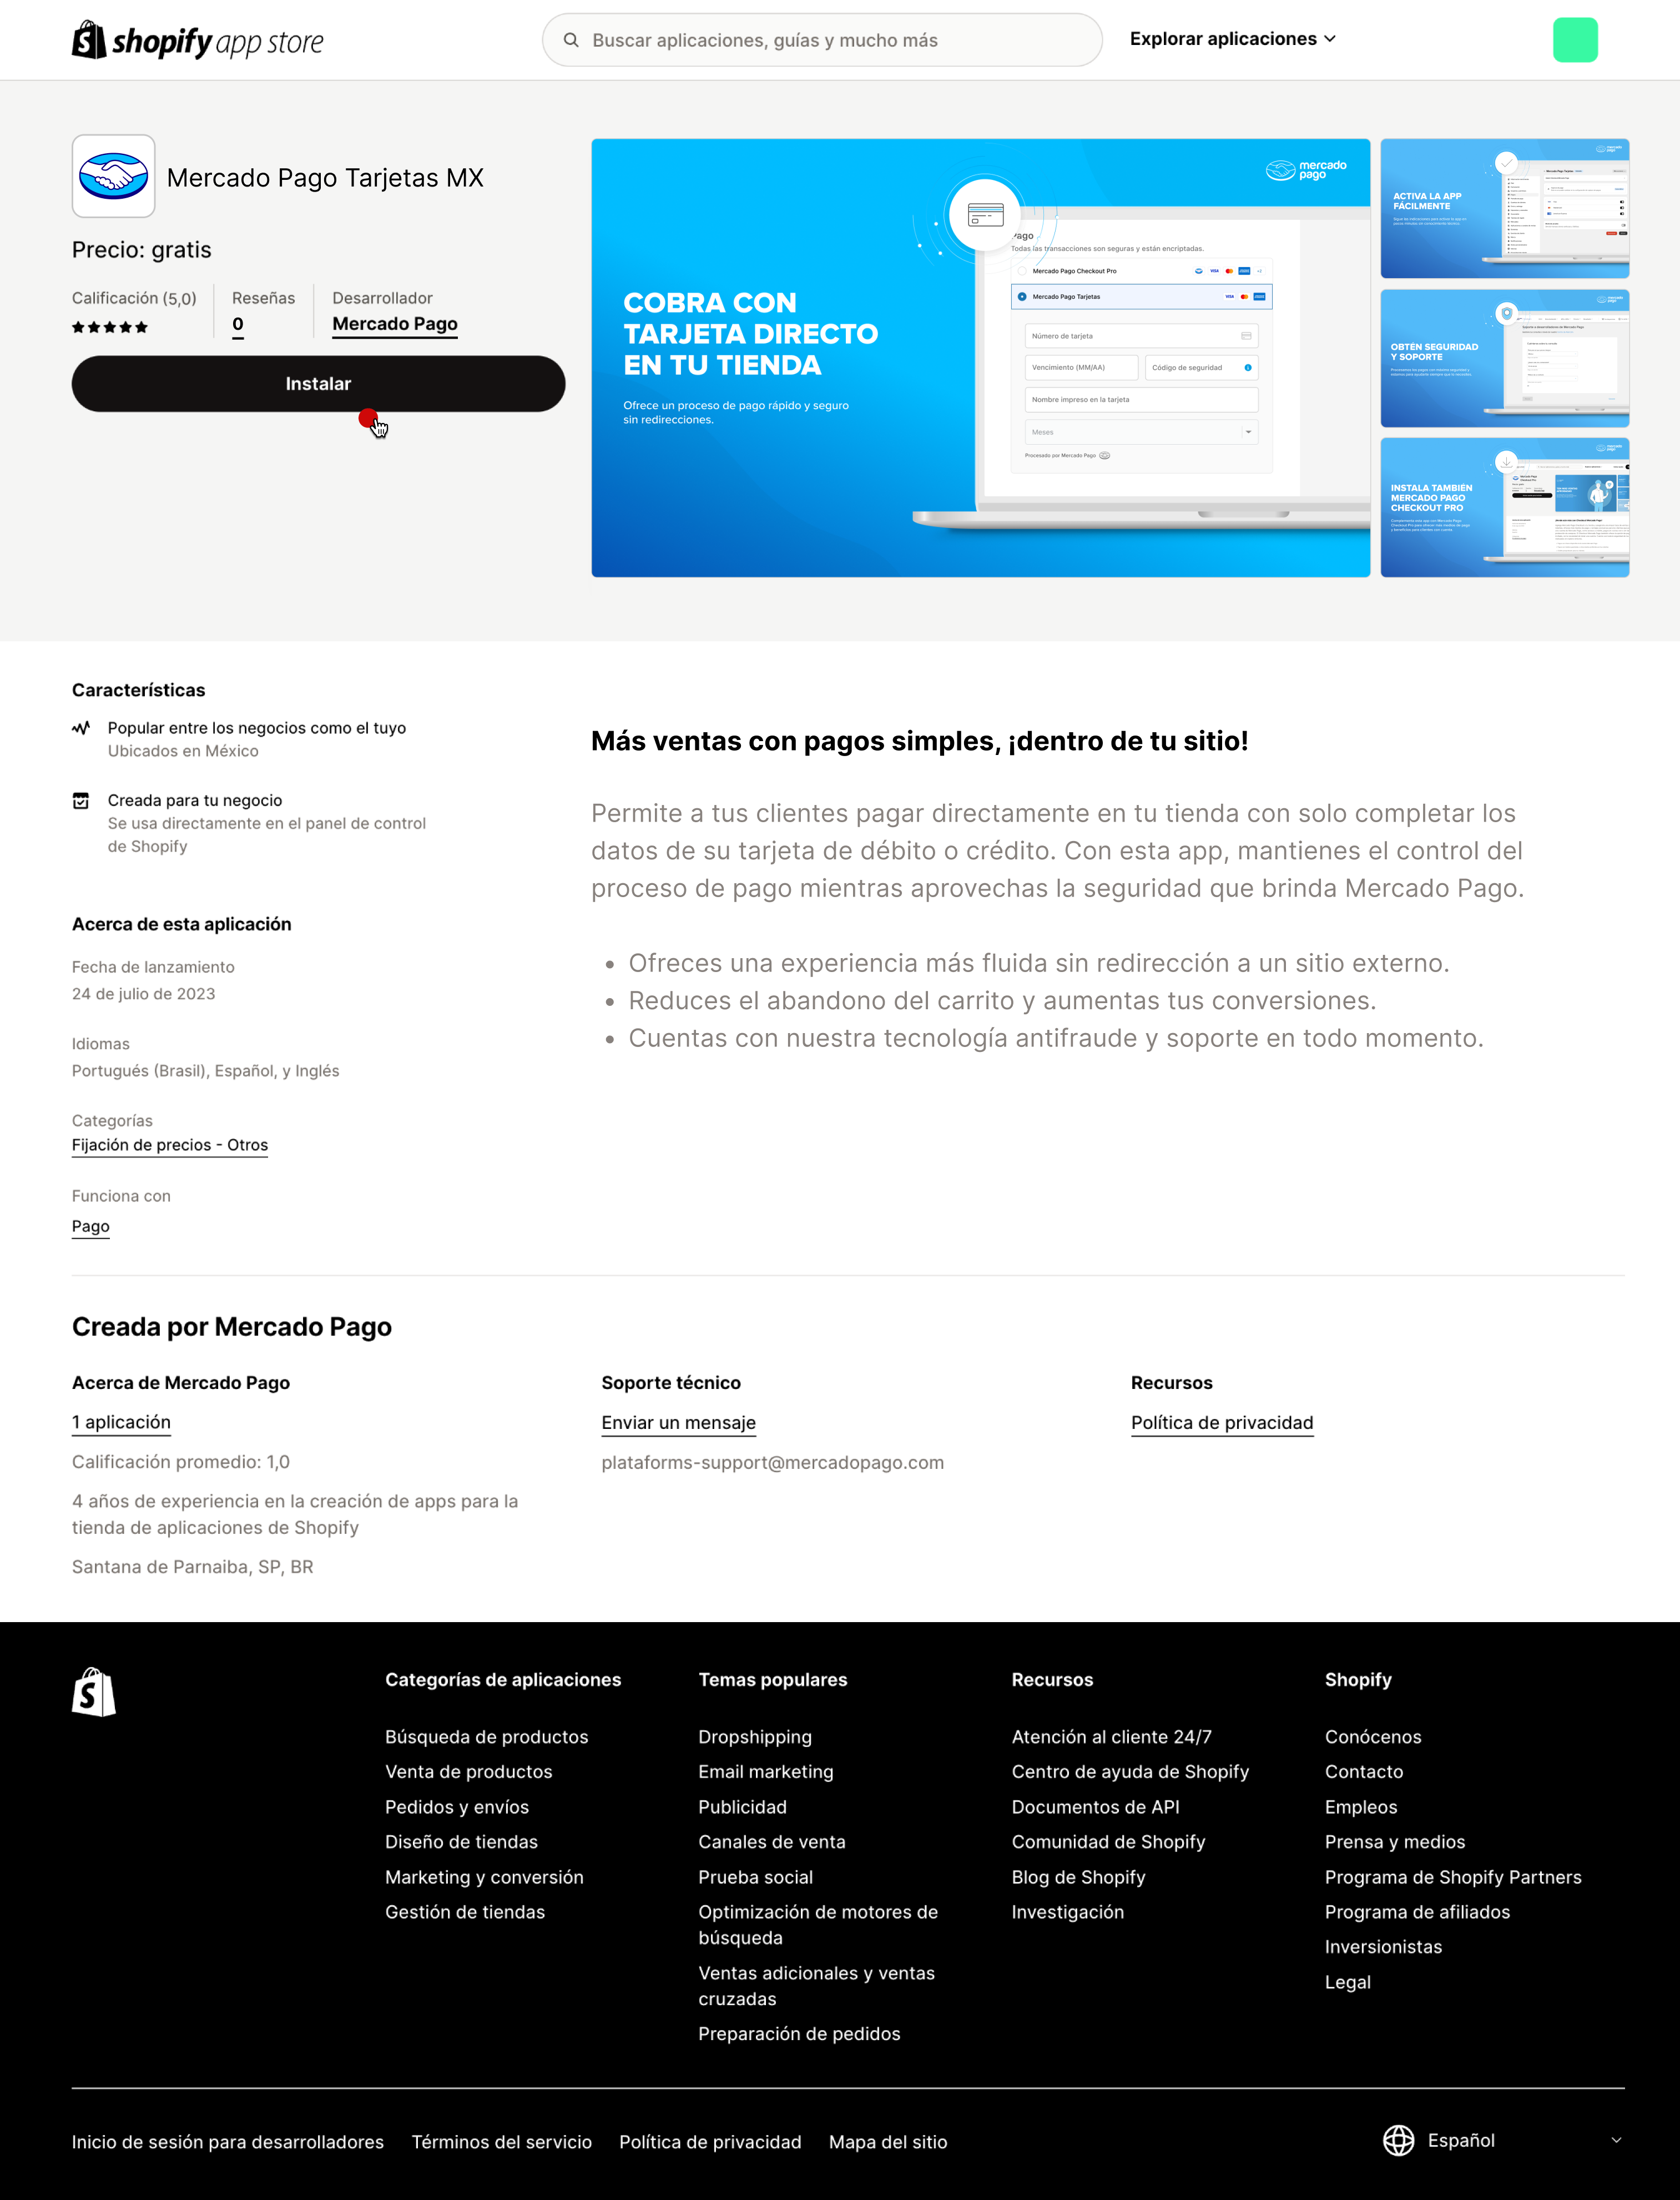 shopify app store
Buscar aplicaciones, guías y mucho más
Explorar aplicaciones
Mercado Pago Tarjetas MX
Precio: gratis
Calificación (5,0)
Reseñas
0
Desarrollador
Mercado Pago
Instalar
mercado
pago
COBRA CON
TARJETA DIRECTO
EN TU TIENDA
Ofrece un proceso de pago rápido y seguro
sin redirecciones.
Pago
Todas las transacciones son seguras y están encriptadas.
Mercado Pago Checkout Pro
VISA
Mercado Pago Tarjetas
VISA
Número de tarjeta
Vencimiento (MM/AA)
Código de seguridad
Nombre impreso en la tarjeta
Meses
Procesado por Mercado Pago
ACTIVA LA APP
FÁCILMENTE
OBTÉN SEGURIDAD
Y SOPORTE
INSTALA TAMBIÉN
MERCADO PAGO
CHECKOUT PRO
Características
Popular entre los negocios como el tuyo
Ubicados en México
Creada para tu negocio
Se usa directamente en el panel de control
de Shopify
Acerca de esta aplicación
Fecha de lanzamiento
24 de julio de 2023
Idiomas
Portugués (Brasil), Español, y Inglés
Categorías
Fijación de precios - Otros
Funciona con
Pago
Más ventas con pagos simples, ¡dentro de tu sitio!
Permite a tus clientes pagar directamente en tu tienda con solo completar los
datos de su tarjeta de débito o crédito. Con esta app, mantienes el control del
proceso de pago mientras aprovechas la seguridad que brinda Mercado Pago.
• Ofreces una experiencia más fluida sin redirección a un sitio externo.
• Reduces el abandono del carrito y aumentas tus conversiones.
• Cuentas con nuestra tecnología antifraude y soporte en todo momento.
Creada por Mercado Pago
Acerca de Mercado Pago
1 aplicación
Calificación promedio: 1,0
4 años de experiencia en la creación de apps para la
tienda de aplicaciones de Shopify
Santana de Parnaiba, SP, BR
Soporte técnico
Enviar un mensaje
plataforms-support@mercadopago.com
Recursos
Política de privacidad
Categorías de aplicaciones
Búsqueda de productos
Venta de productos
Pedidos y envíos
Diseño de tiendas
Marketing y conversión
Gestión de tiendas
Temas populares
Dropshipping
Email marketing
Publicidad
Canales de venta
Prueba social
Optimización de motores de
búsqueda
Ventas adicionales y ventas
cruzadas
Preparación de pedidos
Recursos
Atención al cliente 24/7
Centro de ayuda de Shopify
Documentos de API
Comunidad de Shopify
Blog de Shopify
Investigación
Shopify
Conócenos
Contacto
Empleos
Prensa y medios
Programa de Shopify Partners
Programa de afiliados
Inversionistas
Legal
Inicio de sesión para desarrolladores
Términos del servicio
Política de privacidad
Mapa del sitio
Español